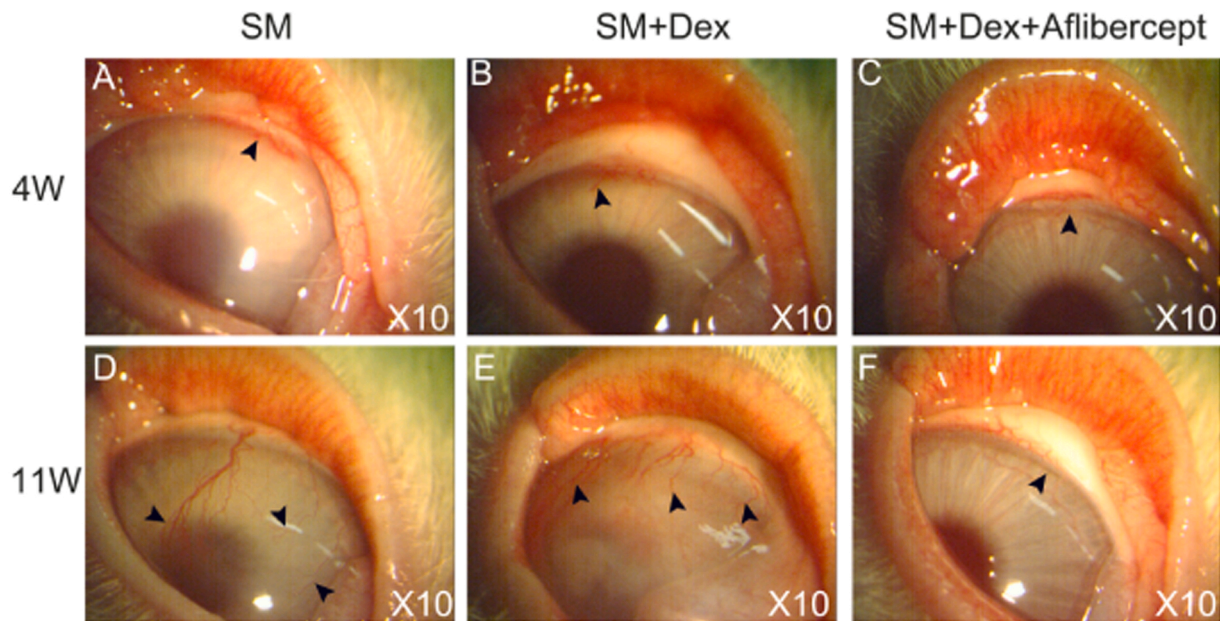 SM SM+Dex SM+Dex+Aflibercept
4W
A B C
X10 X10 X10
11W
D E F
X10 X10 X10